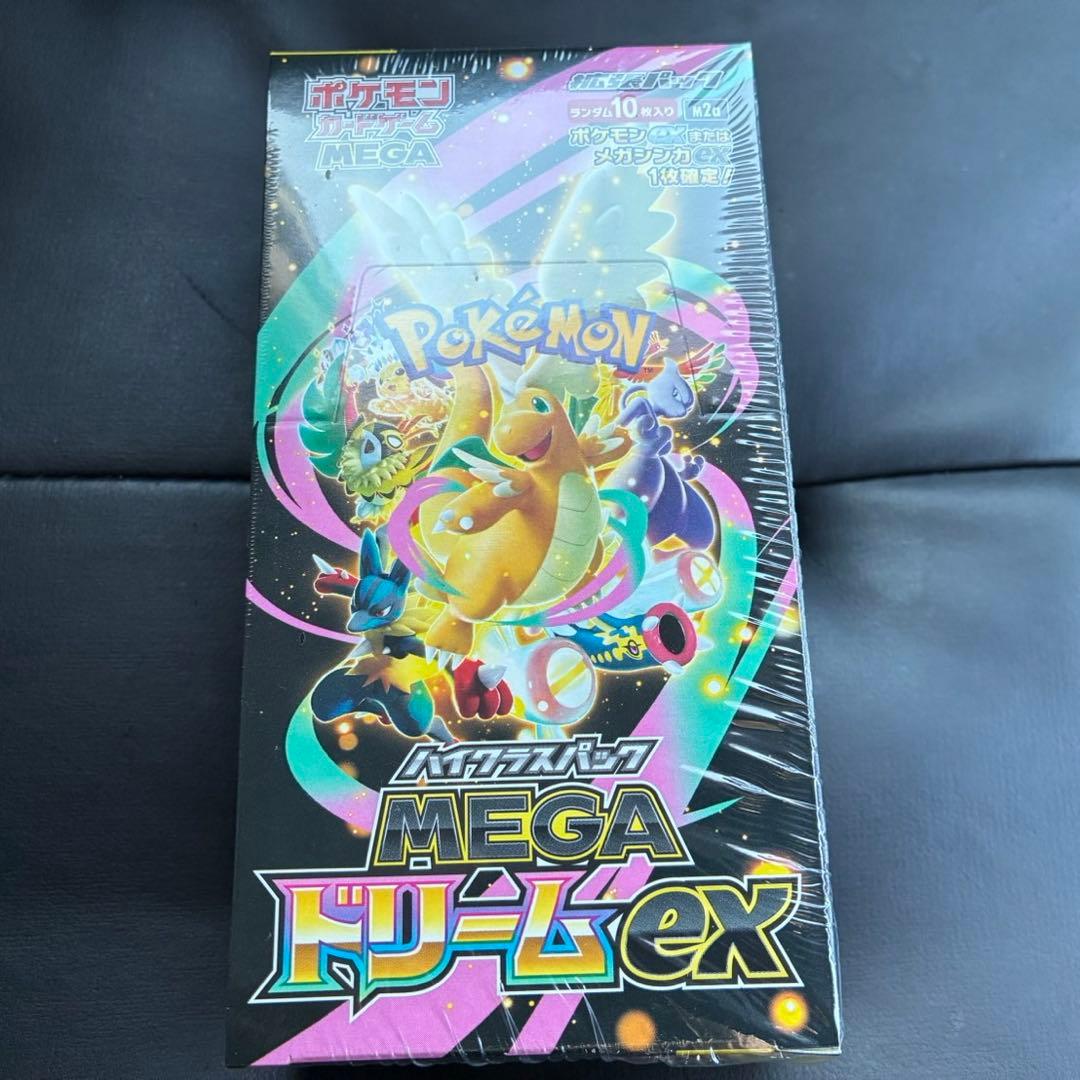 ポケモン
カードゲーム
MEGA
拡張パック
ランダム10枚入り M2a
ポケモンexまたは
メガシンカex
1枚確定!
POKéMON
TM
ハイクラスパック
MEGA
ドリームex